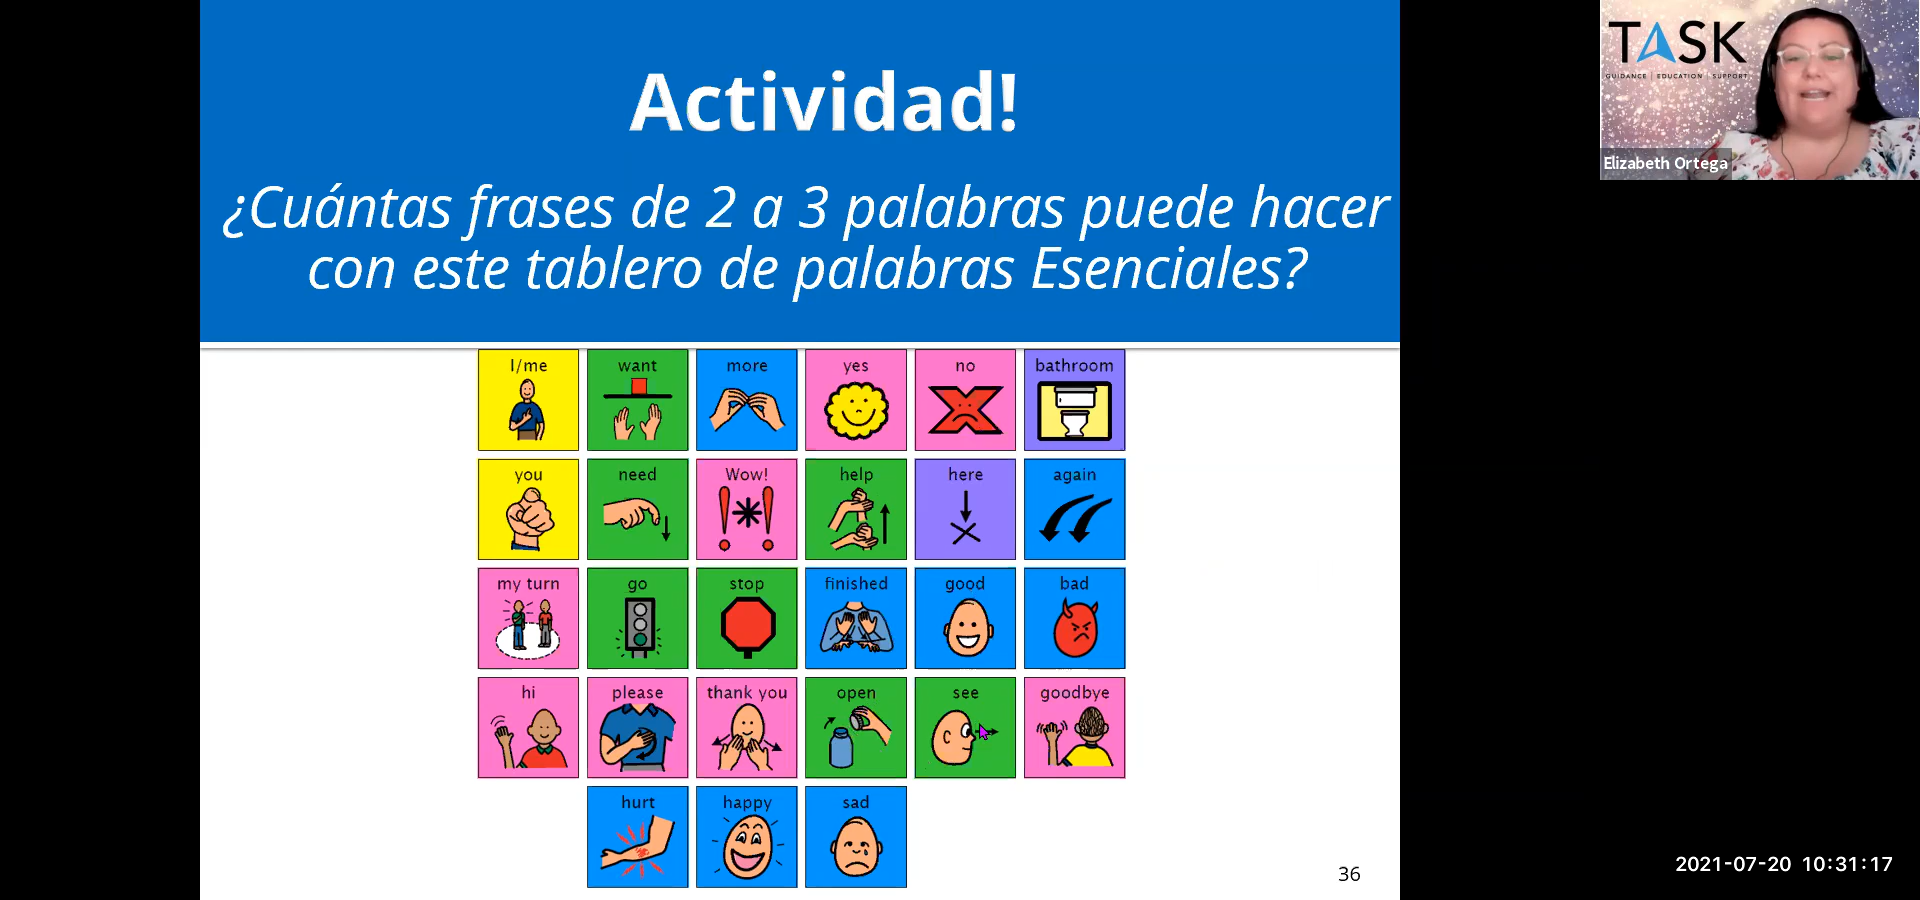 Actividad!
¿Cuántas frases de 2 a 3 palabras puede hacer
con este tablero de palabras Esenciales?
I/me want more yes no bathroom
you need Wow! help here again
my turn go stop finished good bad
hi please thank you open see goodbye
hurt happy sad
36
TASK
GUIDANCE | EDUCATION | SUPPORT
Elizabeth Ortega
2021-07-20 10:31:17